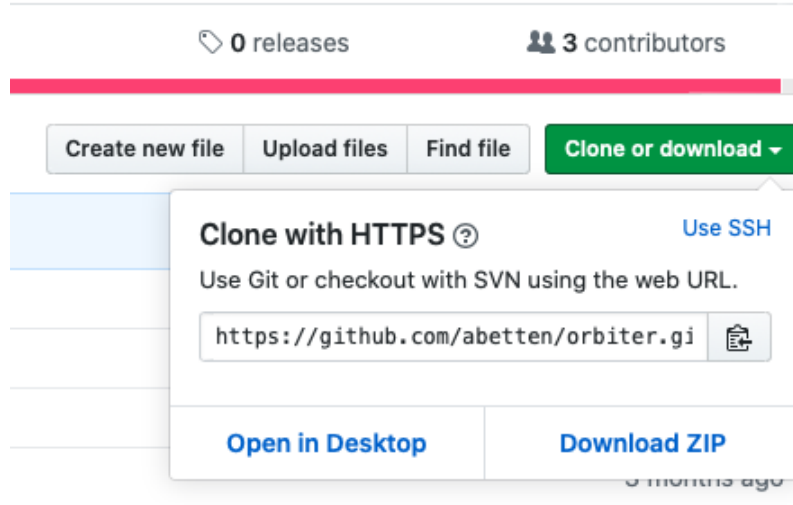 0 releases
3 contributors
Create new file
Upload files
Find file
Clone or download
Clone with HTTPS
Use SSH
Use Git or checkout with SVN using the web URL.
https://github.com/abetten/orbiter.gi
Open in Desktop
Download ZIP
months ago